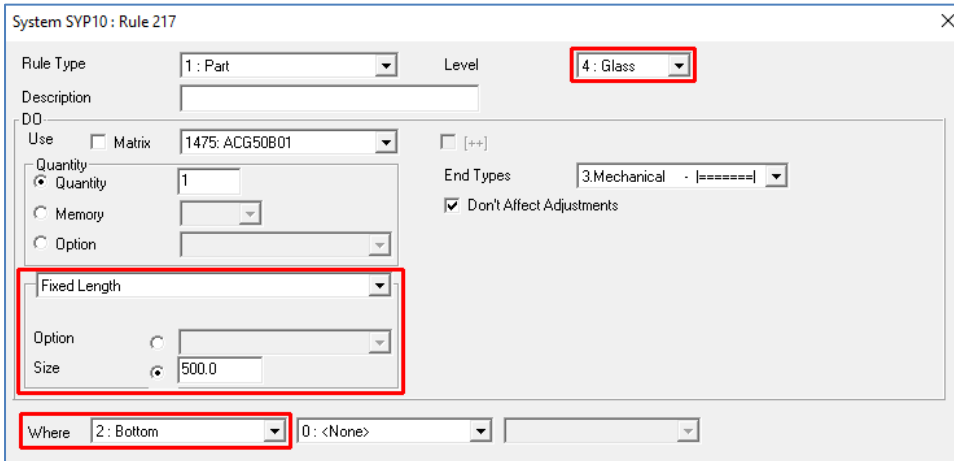 System SYP10 : Rule 217
Rule Type 1 : Part Level 4 : Glass
Description
DO
Use Matrix 1475: ACG50B01 [++]
Quantity
Quantity 1 End Types 3.Mechanical - |=======|
Memory Don't Affect Adjustments
Option
Fixed Length
Option
Size 500.0
Where 2 : Bottom 0 : <None>